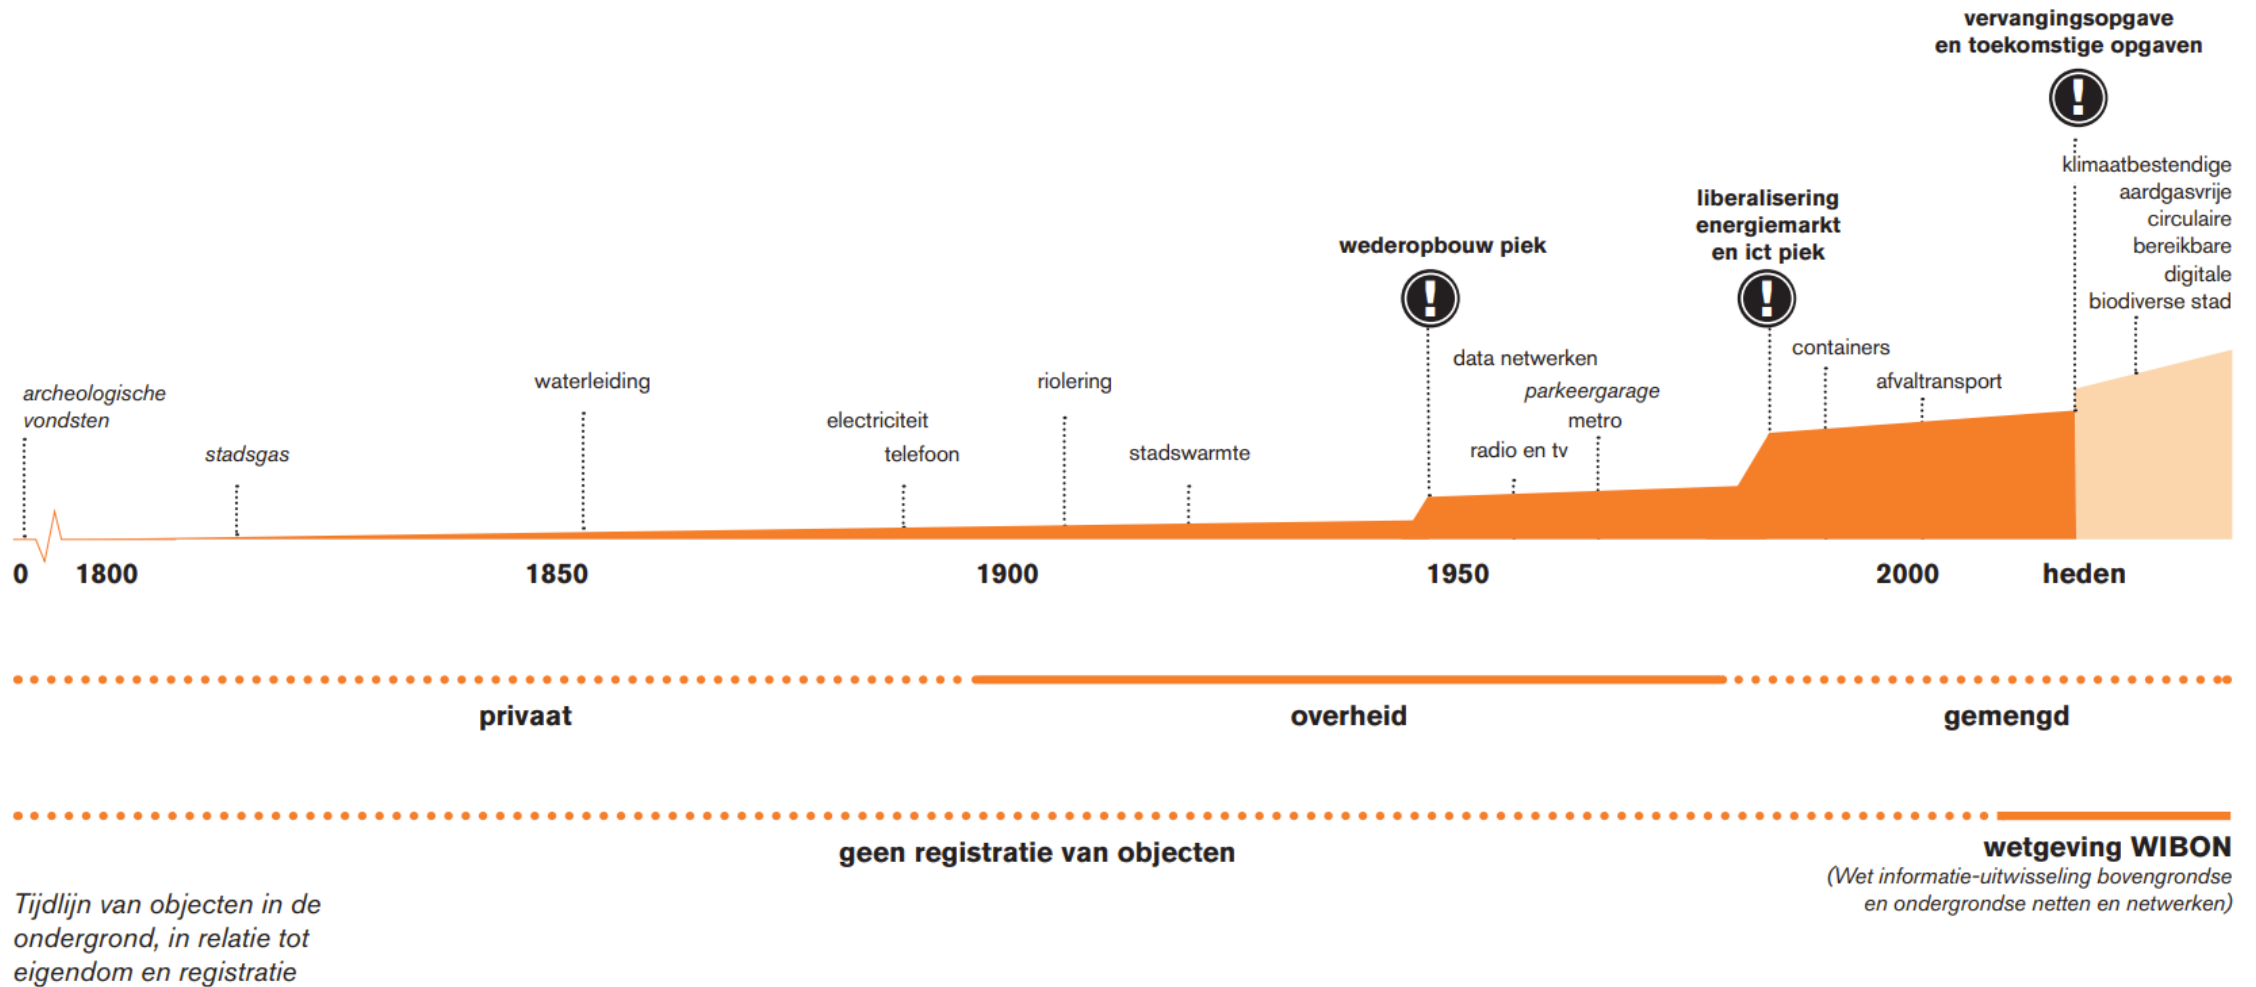 vervangingsopgave
en toekomstige opgaven
!
klimaatbestendige
aardgasvrije
circulaire
bereikbare
digitale
biodiverse stad
liberalisering
energiemarkt
en ict piek
!
wederopbouw piek
!
containers
data netwerken
afvaltransport
parkeergarage
metro
radio en tv
archeologische
vondsten
stadsgas
waterleiding
electriciteit
telefoon
riolering
stadswarmte
0 1800 1850 1900 1950 2000 heden
privaat overheid gemengd
geen registratie van objecten
wetgeving WIBON
(Wet informatie-uitwisseling bovengrondse
en ondergrondse netten en netwerken)
Tijdlijn van objecten in de
ondergrond, in relatie tot
eigendom en registratie